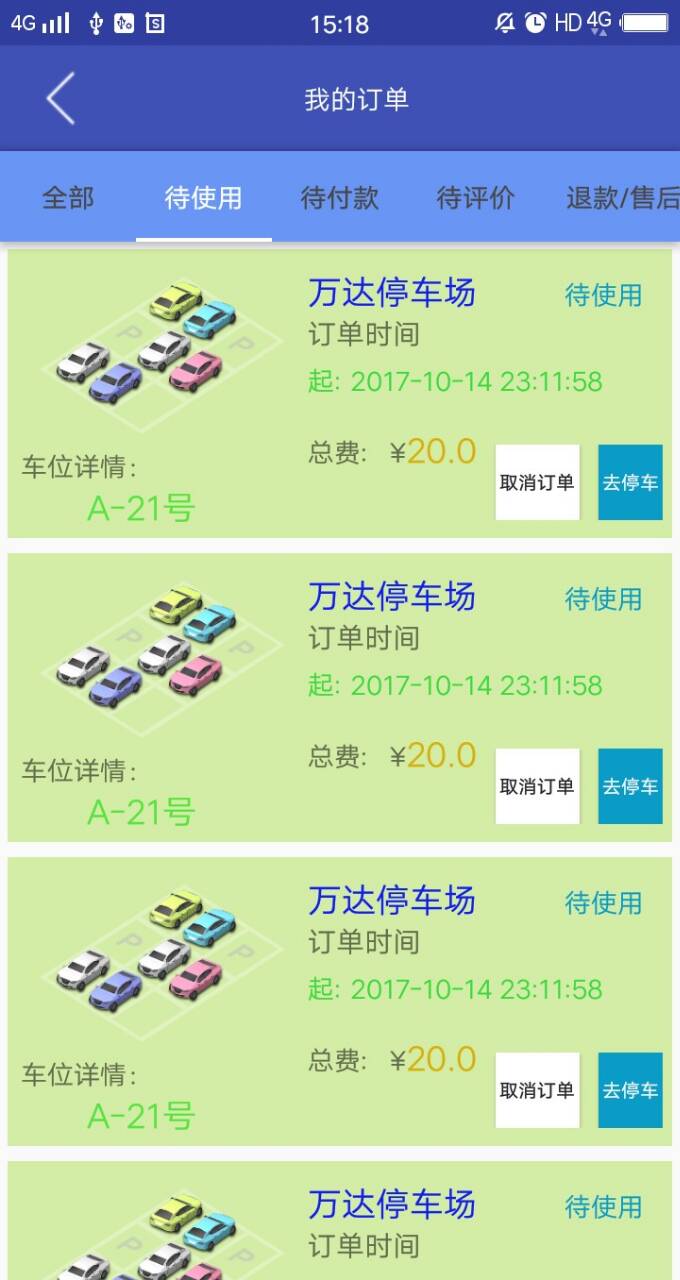 4G 15:18 HD 4G
我的订单
全部 待使用 待付款 待评价 退款/售后
万达停车场 待使用
订单时间
起: 2017-10-14 23:11:58
总费: ¥20.0
车位详情:
A-21号
取消订单 去停车
万达停车场 待使用
订单时间
起: 2017-10-14 23:11:58
总费: ¥20.0
车位详情:
A-21号
取消订单 去停车
万达停车场 待使用
订单时间
起: 2017-10-14 23:11:58
总费: ¥20.0
车位详情:
A-21号
取消订单 去停车
万达停车场 待使用
订单时间